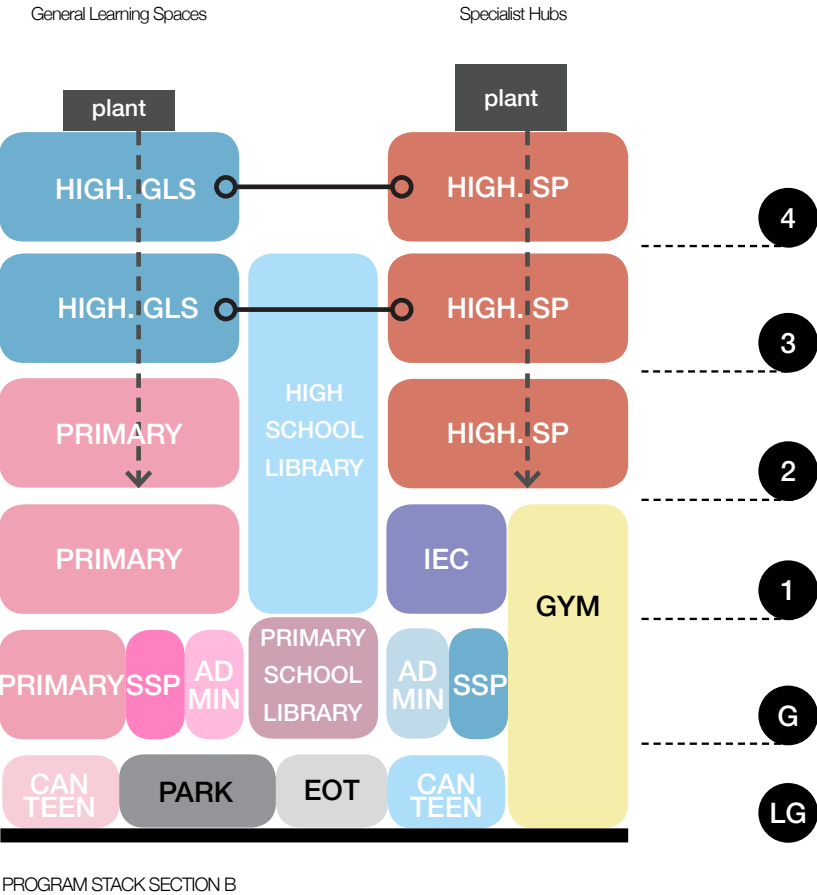 General Learning Spaces
Specialist Hubs
plant
plant
HIGH. GLS
HIGH. SP
4
HIGH. GLS
HIGH. SP
3
HIGH
SCHOOL
LIBRARY
PRIMARY
HIGH. SP
2
PRIMARY
IEC
GYM
1
PRIMARY
SSP
AD
MIN
PRIMARY
SCHOOL
LIBRARY
AD
MIN
SSP
G
CAN
TEEN
PARK
EOT
CAN
TEEN
LG
PROGRAM STACK SECTION B